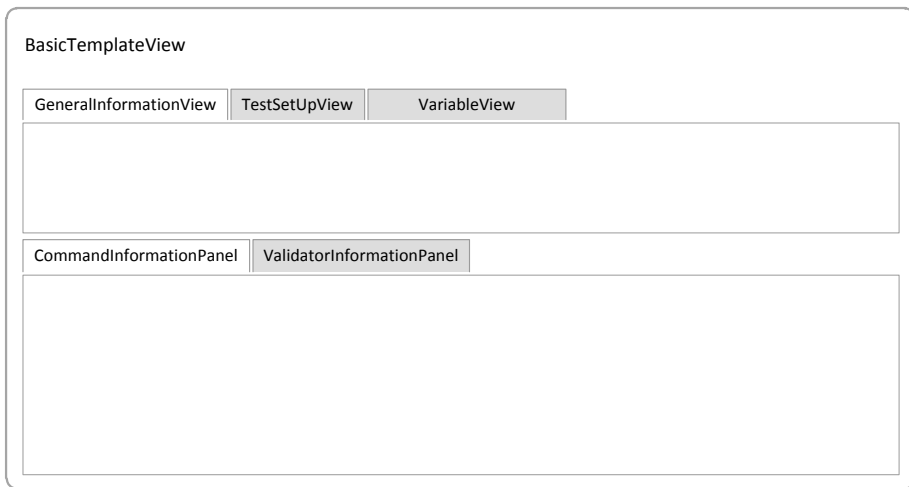 BasicTemplateView
GeneralInformationView TestSetUpView VariableView
CommandInformationPanel ValidatorInformationPanel